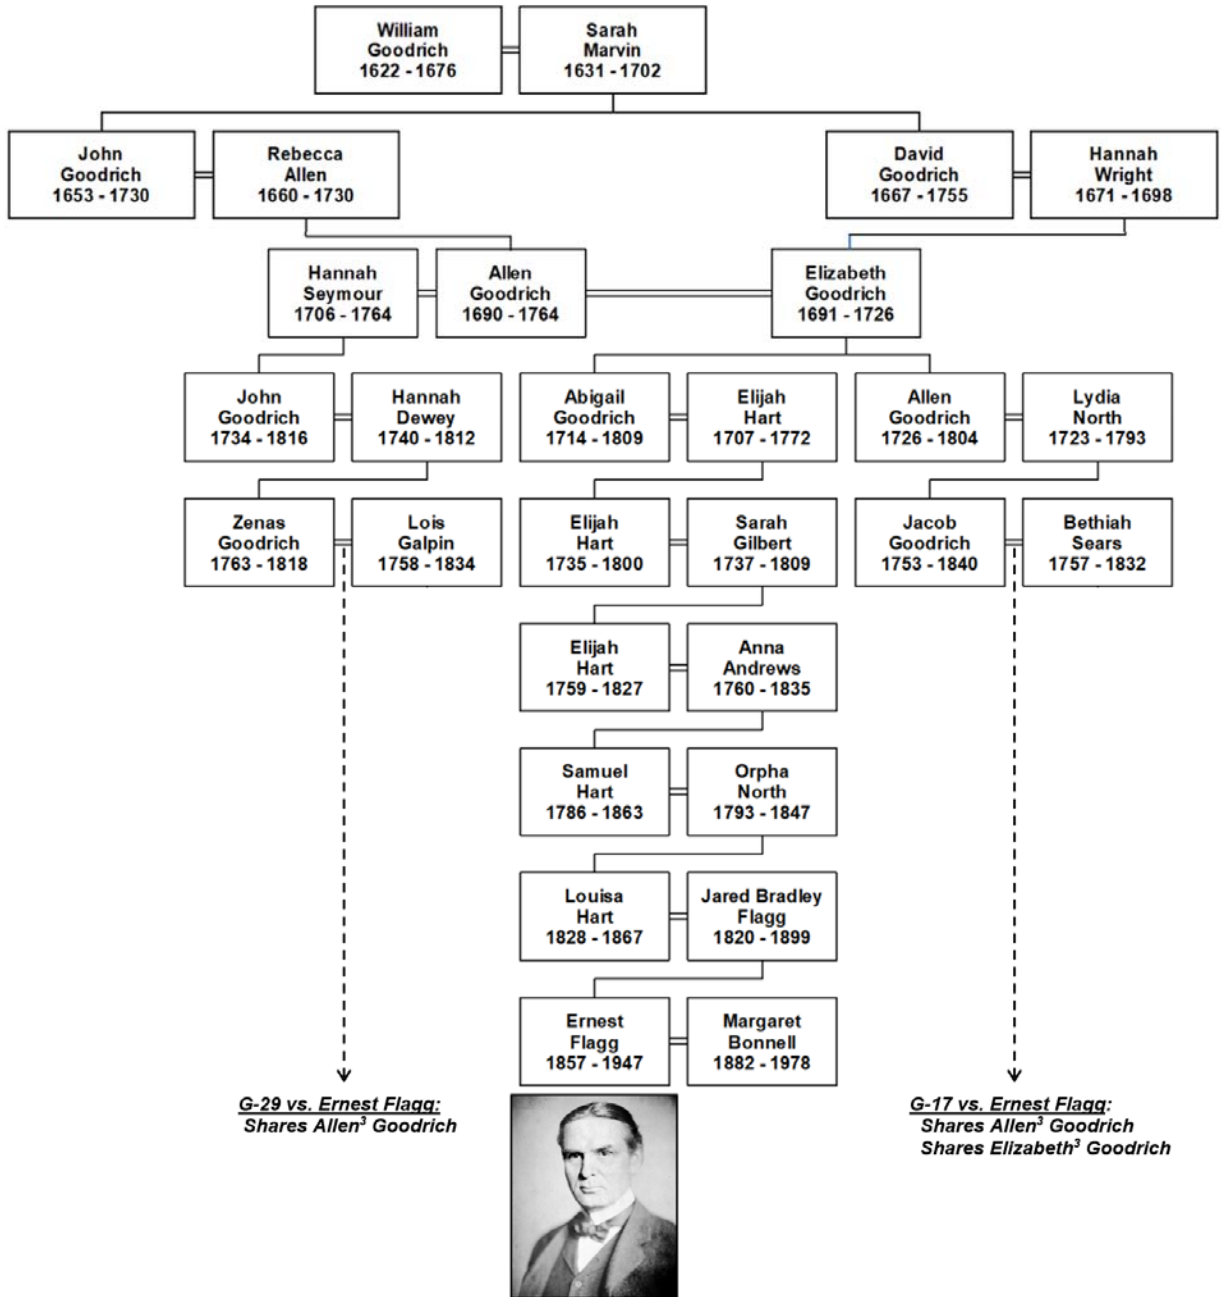 William
Goodrich
1622 - 1676
Sarah
Marvin
1631 - 1702
John
Goodrich
1653 - 1730
Rebecca
Allen
1660 - 1730
David
Goodrich
1667 - 1755
Hannah
Wright
1671 - 1698
Hannah
Seymour
1706 - 1764
Allen
Goodrich
1690 - 1764
Elizabeth
Goodrich
1691 - 1726
John
Goodrich
1734 - 1816
Hannah
Dewey
1740 - 1812
Abigail
Goodrich
1714 - 1809
Elijah
Hart
1707 - 1772
Allen
Goodrich
1726 - 1804
Lydia
North
1723 - 1793
Zenas
Goodrich
1763 - 1818
Lois
Galpin
1758 - 1834
Elijah
Hart
1735 - 1800
Sarah
Gilbert
1737 - 1809
Jacob
Goodrich
1753 - 1840
Bethiah
Sears
1757 - 1832
Elijah
Hart
1759 - 1827
Anna
Andrews
1760 - 1835
Samuel
Hart
1786 - 1863
Orpha
North
1793 - 1847
Louisa
Hart
1828 - 1867
Jared Bradley
Flagg
1820 - 1899
Ernest
Flagg
1857 - 1947
Margaret
Bonnell
1882 - 1978
G-29 vs. Ernest Flagg:
Shares Allen³ Goodrich
G-17 vs. Ernest Flagg:
Shares Allen³ Goodrich
Shares Elizabeth³ Goodrich